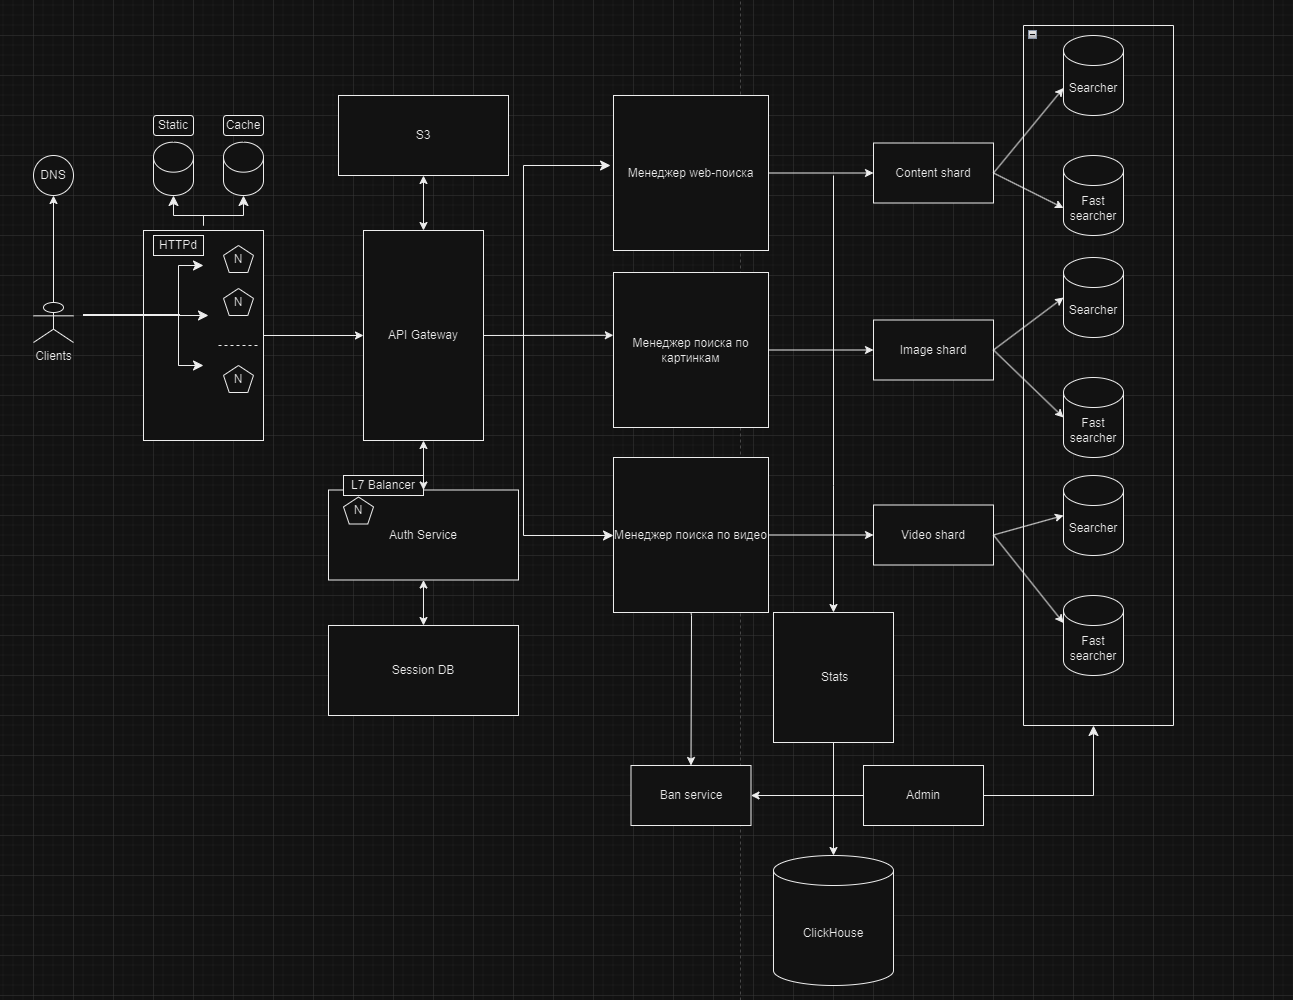 Static
Cache
DNS
HTTPd
N
N
N
Clients
S3
API Gateway
L7 Balancer
N
Auth Service
Session DB
Менеджер web-поиска
Менеджер поиска по
картинкам
Менеджер поиска по видео
Content shard
Image shard
Video shard
Searcher
Fast
searcher
Searcher
Fast
searcher
Searcher
Fast
searcher
Stats
Ban service
Admin
ClickHouse